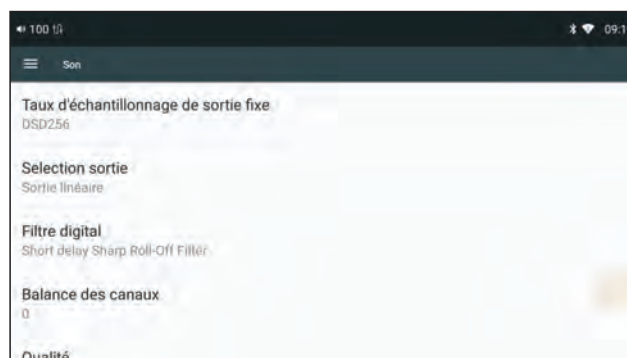 100
09:1
Son
Taux d'échantillonnage de sortie fixe
DSD256
Selection sortie
Sortie linéaire
Filtre digital
Short delay Sharp Roll-Off Filter
Balance des canaux
0
Qualité